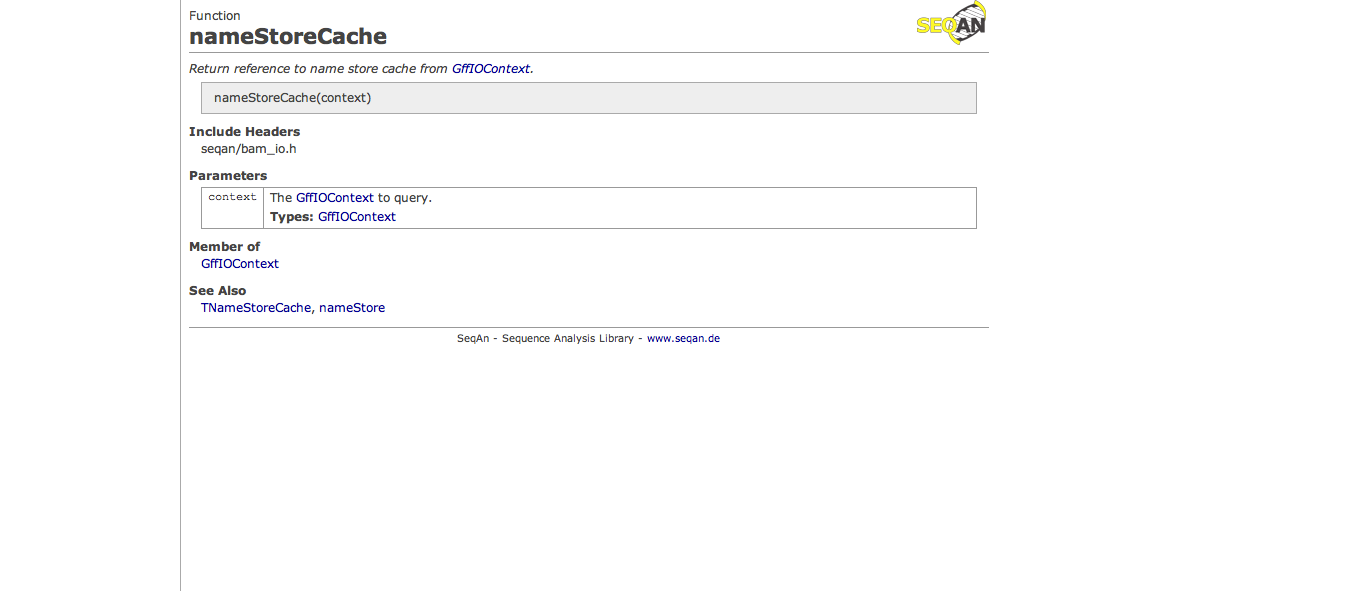 Function
nameStoreCache
SEQAN
Return reference to name store cache from GffIOContext.
nameStoreCache(context)
Include Headers
seqan/bam_io.h
Parameters
context The GffIOContext to query.
Types: GffIOContext
Member of
GffIOContext
See Also
TNameStoreCache, nameStore
SeqAn - Sequence Analysis Library - www.seqan.de